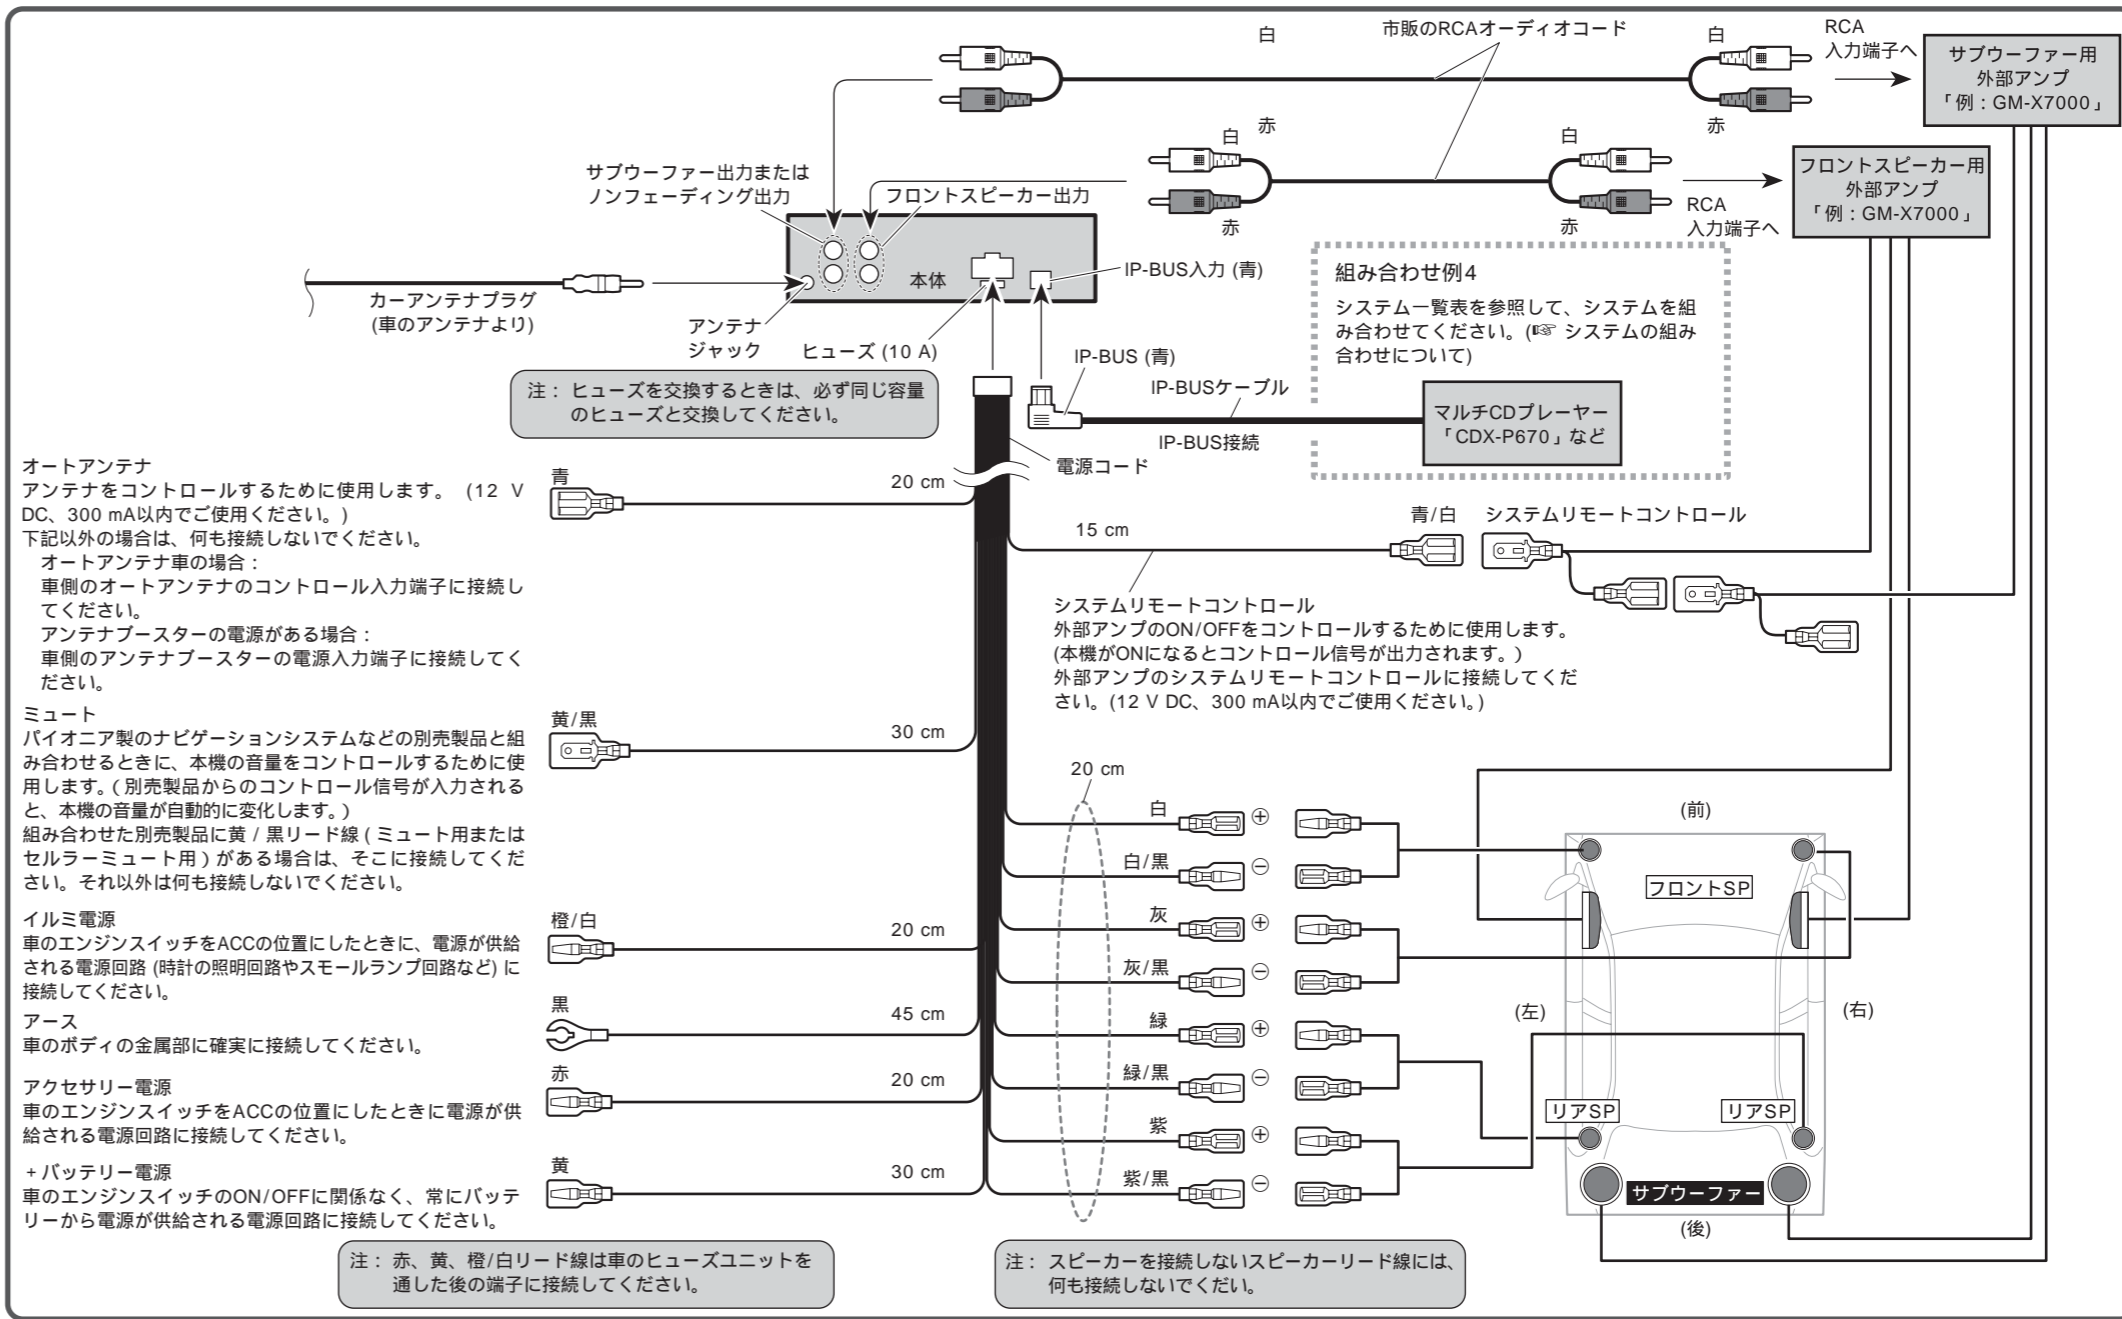 白
市販のRCAオーディオコード
白
RCA
入力端子へ
サブウーファー用
外部アンプ
「例：GM-X7000」
赤
赤
白
白
サブウーファー出力または
ノンフェーディング出力
フロントスピーカー出力
赤
赤
RCA
入力端子へ
フロントスピーカー用
外部アンプ
「例：GM-X7000」
カーアンテナプラグ
(車のアンテナより)
アンテナ
ジャック
本体
ヒューズ (10 A)
IP-BUS入力 (青)
組み合わせ例4
システム一覧表を参照して、システムを組
み合わせてください。(☞ システムの組み
合わせについて)
注： ヒューズを交換するときは、必ず同じ容量
のヒューズと交換してください。
IP-BUS (青)
IP-BUSケーブル
IP-BUS接続
マルチCDプレーヤー
「CDX-P670」など
電源コード
オートアンテナ
アンテナをコントロールするために使用します。 (12 V
DC、300 mA以内でご使用ください。)
下記以外の場合は、何も接続しないでください。
オートアンテナ車の場合：
車側のオートアンテナのコントロール入力端子に接続し
てください。
アンテナブースターの電源がある場合：
車側のアンテナブースターの電源入力端子に接続してく
ださい。
青
20 cm
15 cm
青/白
システムリモートコントロール
システムリモートコントロール
外部アンプのON/OFFをコントロールするために使用します。
(本機がONになるとコントロール信号が出力されます。)
外部アンプのシステムリモートコントロールに接続してくだ
さい。(12 V DC、300 mA以内でご使用ください。)
ミュート
パイオニア製のナビゲーションシステムなどの別売製品と組
み合わせるときに、本機の音量をコントロールするために使
用します。(別売製品からのコントロール信号が入力される
と、本機の音量が自動的に変化します。)
組み合わせた別売製品に黄 / 黒リード線 ( ミュート用または
セルラーミュート用 ) がある場合は、そこに接続してくだ
さい。それ以外は何も接続しないでください。
黄/黒
30 cm
イルミ電源
車のエンジンスイッチをACCの位置にしたときに、電源が供給
される電源回路 (時計の照明回路やスモールランプ回路など) に
接続してください。
橙/白
20 cm
アース
車のボディの金属部に確実に接続してください。
黒
45 cm
アクセサリー電源
車のエンジンスイッチをACCの位置にしたときに電源が供
給される電源回路に接続してください。
赤
20 cm
+ バッテリー電源
車のエンジンスイッチのON/OFFに関係なく、常にバッテ
リーから電源が供給される電源回路に接続してください。
黄
30 cm
20 cm
白 ⊕
白/黒 ⊖
灰 ⊕
灰/黒 ⊖
緑 ⊕
緑/黒 ⊖
紫 ⊕
紫/黒 ⊖
(前)
フロントSP
(左)
(右)
リアSP
リアSP
サブウーファー
(後)
注： 赤、黄、橙/白リード線は車のヒューズユニットを
通した後の端子に接続してください。
注： スピーカーを接続しないスピーカーリード線には、
何も接続しないでくだい。